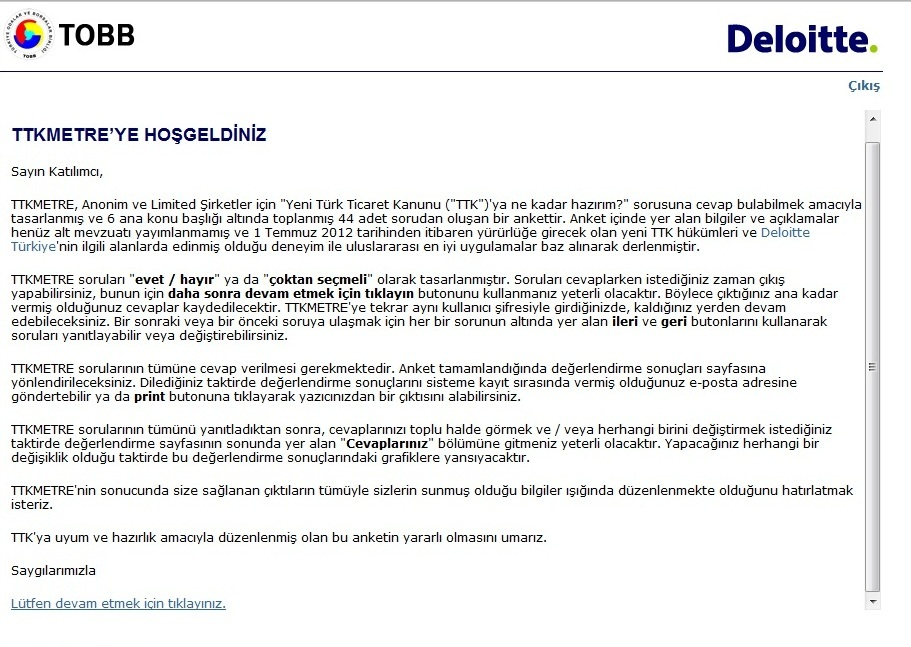 TÜRKİYE ODALAR VE BORSALAR BİRLİĞİ
TOBB
TOBB
Deloitte.
Çıkış
TTKMETRE’YE HOŞGELDİNİZ
Sayın Katılımcı,
TTKMETRE, Anonim ve Limited Şirketler için "Yeni Türk Ticaret Kanunu ("TTK")'ya ne kadar hazırım?" sorusuna cevap bulabilmek amacıyla
tasarlanmış ve 6 ana konu başlığı altında toplanmış 44 adet sorudan oluşan bir ankettir. Anket içinde yer alan bilgiler ve açıklamalar
henüz alt mevzuatı yayımlanmamış ve 1 Temmuz 2012 tarihinden itibaren yürürlüğe girecek olan yeni TTK hükümleri ve Deloitte
Türkiye'nin ilgili alanlarda edinmiş olduğu deneyim ile uluslararası en iyi uygulamalar baz alınarak derlenmiştir.
TTKMETRE soruları "evet / hayır" ya da "çoktan seçmeli" olarak tasarlanmıştır. Soruları cevaplarken istediğiniz zaman çıkış
yapabilirsiniz, bunun için daha sonra devam etmek için tıklayın butonunu kullanmanız yeterli olacaktır. Böylece çıktığınız ana kadar
vermiş olduğunuz cevaplar kaydedilecektir. TTKMETRE'ye tekrar aynı kullanıcı şifresiyle girdiğinizde, kaldığınız yerden devam
edebileceksiniz. Bir sonraki veya bir önceki soruya ulaşmak için her bir sorunun altında yer alan ileri ve geri butonlarını kullanarak
soruları yanıtlayabilir veya değiştirebilirsiniz.
TTKMETRE sorularının tümüne cevap verilmesi gerekmektedir. Anket tamamlandığında değerlendirme sonuçları sayfasına
yönlendirileceksiniz. Dilediğiniz taktirde değerlendirme sonuçlarını sisteme kayıt sırasında vermiş olduğunuz e-posta adresine
göndertebilir ya da print butonuna tıklayarak yazıcınızdan bir çıktısını alabilirsiniz.
TTKMETRE sorularının tümünü yanıtladıktan sonra, cevaplarınızı toplu halde görmek ve / veya herhangi birini değiştirmek istediğiniz
taktirde değerlendirme sayfasının sonunda yer alan "Cevaplarınız" bölümüne gitmeniz yeterli olacaktır. Yapacağınız herhangi bir
değişiklik olduğu taktirde bu değerlendirme sonuçlarındaki grafiklere yansıyacaktır.
TTKMETRE'nin sonucunda size sağlanan çıktıların tümüyle sizlerin sunmuş olduğu bilgiler ışığında düzenlenmekte olduğunu hatırlatmak
isteriz.
TTK'ya uyum ve hazırlık amacıyla düzenlenmiş olan bu anketin yararlı olmasını umarız.
Saygılarımızla
Lütfen devam etmek için tıklayınız.